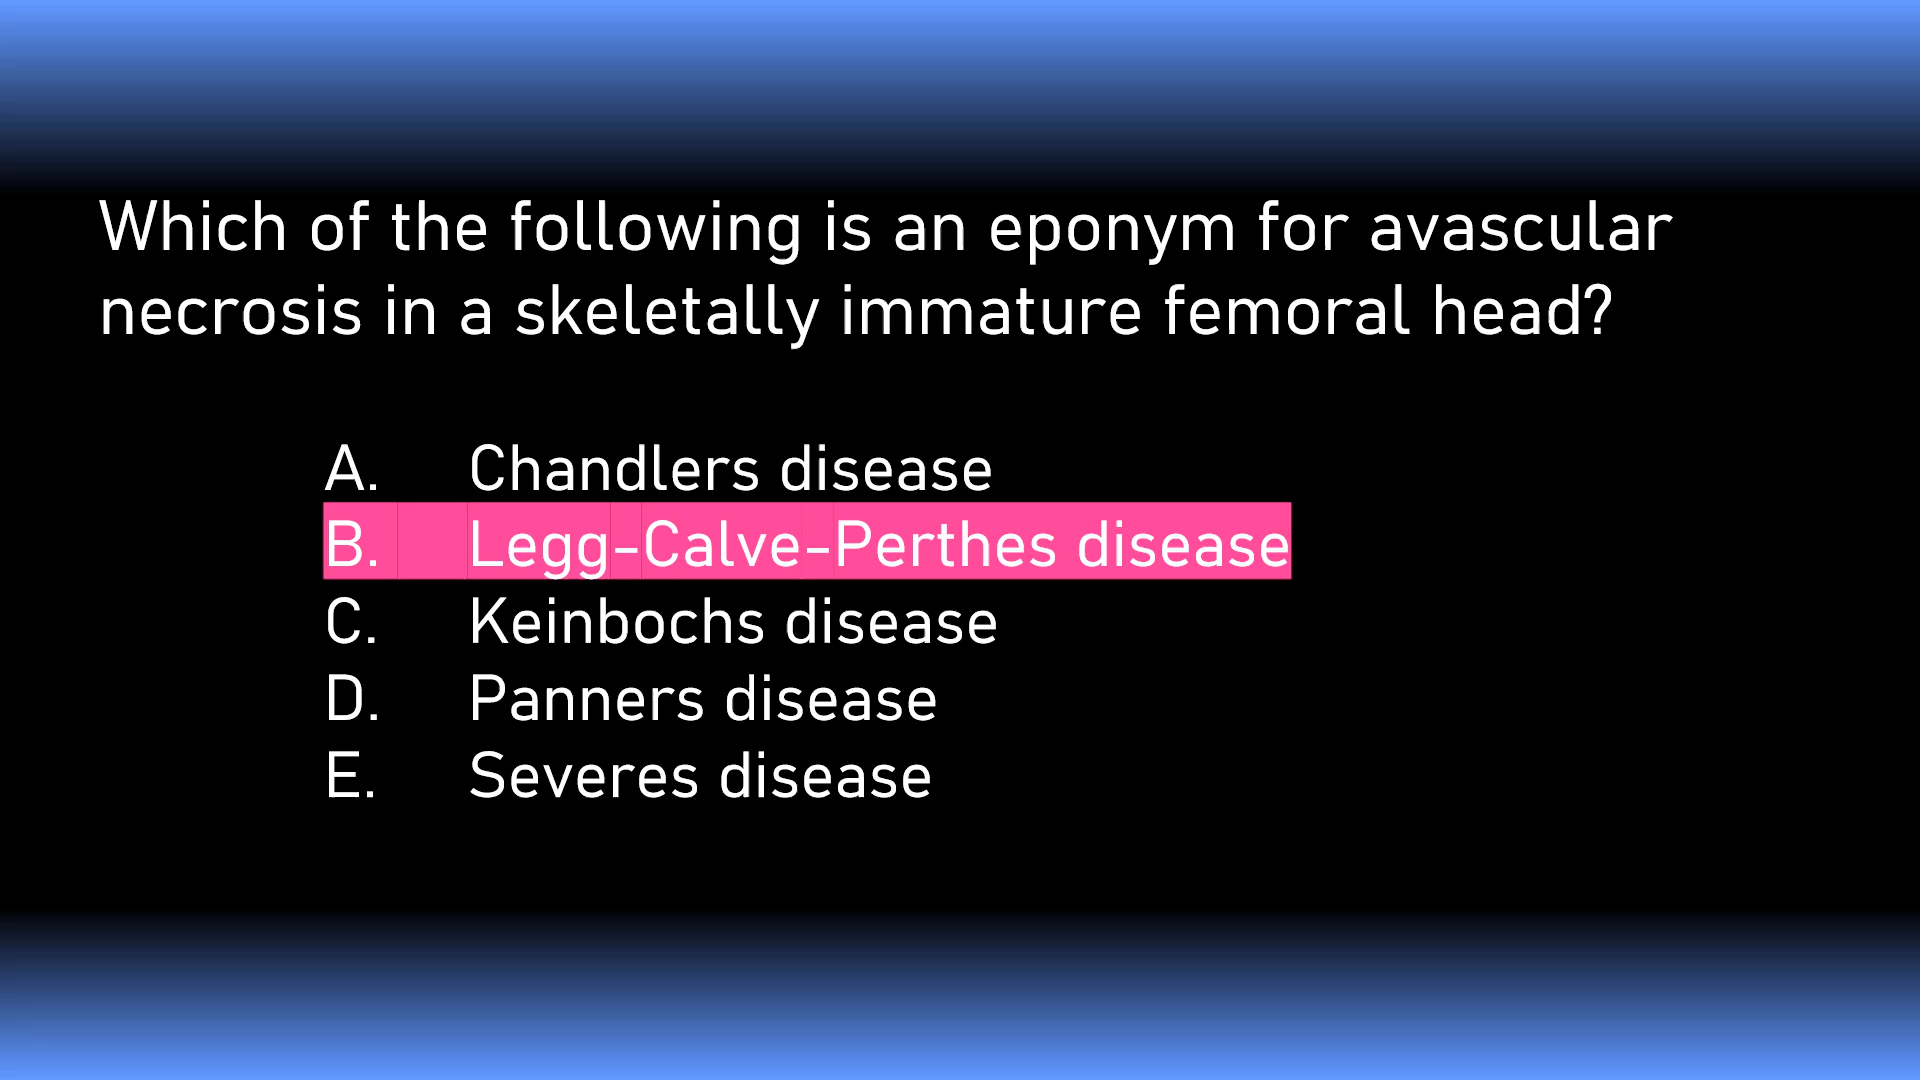 Which of the following is an eponym for avascular
necrosis in a skeletally immature femoral head?
A. Chandlers disease
B. Legg-Calve-Perthes disease
C. Keinbochs disease
D. Panners disease
E. Severes disease